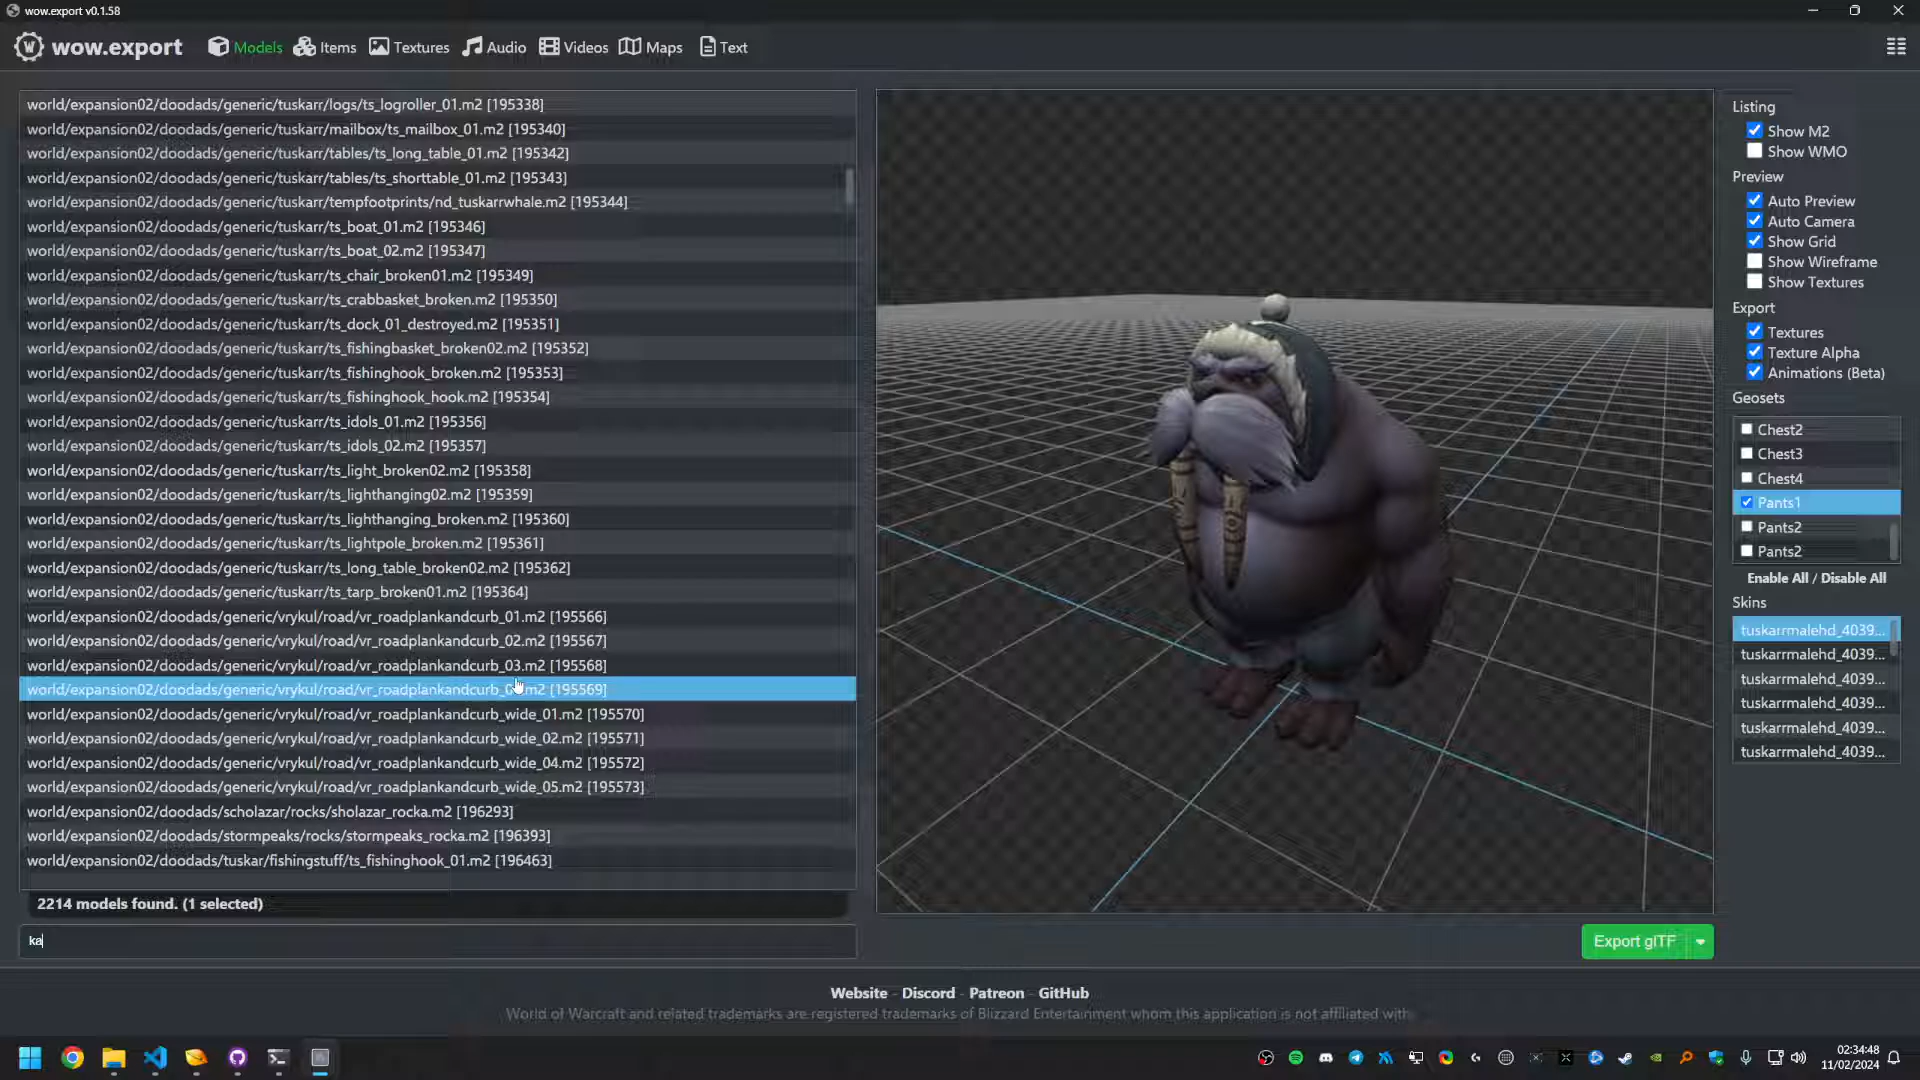 wow.export v0.1.58
wow.export Models Items Textures Audio Videos Maps Text
world/expansion02/doodads/generic/tuskarr/logs/ts_logroller_01.m2 [195338]
world/expansion02/doodads/generic/tuskarr/mailbox/ts_mailbox_01.m2 [195340]
world/expansion02/doodads/generic/tuskarr/tables/ts_long_table_01.m2 [195342]
world/expansion02/doodads/generic/tuskarr/tables/ts_shorttable_01.m2 [195343]
world/expansion02/doodads/generic/tuskarr/tempfootprints/nd_tuskarrwhale.m2 [195344]
world/expansion02/doodads/generic/tuskarr/ts_boat_01.m2 [195346]
world/expansion02/doodads/generic/tuskarr/ts_boat_02.m2 [195347]
world/expansion02/doodads/generic/tuskarr/ts_chair_broken01.m2 [195349]
world/expansion02/doodads/generic/tuskarr/ts_crabbasket_broken.m2 [195350]
world/expansion02/doodads/generic/tuskarr/ts_dock_01_destroyed.m2 [195351]
world/expansion02/doodads/generic/tuskarr/ts_fishingbasket_broken02.m2 [195352]
world/expansion02/doodads/generic/tuskarr/ts_fishinghook_broken.m2 [195353]
world/expansion02/doodads/generic/tuskarr/ts_fishinghook_hook.m2 [195354]
world/expansion02/doodads/generic/tuskarr/ts_idols_01.m2 [195356]
world/expansion02/doodads/generic/tuskarr/ts_idols_02.m2 [195357]
world/expansion02/doodads/generic/tuskarr/ts_light_broken02.m2 [195358]
world/expansion02/doodads/generic/tuskarr/ts_lighthanging02.m2 [195359]
world/expansion02/doodads/generic/tuskarr/ts_lighthanging_broken.m2 [195360]
world/expansion02/doodads/generic/tuskarr/ts_lightpole_broken.m2 [195361]
world/expansion02/doodads/generic/tuskarr/ts_long_table_broken02.m2 [195362]
world/expansion02/doodads/generic/tuskarr/ts_tarp_broken01.m2 [195364]
world/expansion02/doodads/generic/vrykul/road/vr_roadplankandcurb_01.m2 [195566]
world/expansion02/doodads/generic/vrykul/road/vr_roadplankandcurb_02.m2 [195567]
world/expansion02/doodads/generic/vrykul/road/vr_roadplankandcurb_03.m2 [195568]
world/expansion02/doodads/generic/vrykul/road/vr_roadplankandcurb_0 m2 [195569]
world/expansion02/doodads/generic/vrykul/road/vr_roadplankandcurb_wide_01.m2 [195570]
world/expansion02/doodads/generic/vrykul/road/vr_roadplankandcurb_wide_02.m2 [195571]
world/expansion02/doodads/generic/vrykul/road/vr_roadplankandcurb_wide_04.m2 [195572]
world/expansion02/doodads/generic/vrykul/road/vr_roadplankandcurb_wide_05.m2 [195573]
world/expansion02/doodads/scholazar/rocks/sholazar_rocka.m2 [196293]
world/expansion02/doodads/stormpeaks/rocks/stormpeaks_rocka.m2 [196393]
world/expansion02/doodads/tuskar/fishingstuff/ts_fishinghook_01.m2 [196463]
2214 models found. (1 selected)
ka
Listing
Show M2
Show WMO
Preview
Auto Preview
Auto Camera
Show Grid
Show Wireframe
Show Textures
Export
Textures
Texture Alpha
Animations (Beta)
Geosets
Chest2
Chest3
Chest4
Pants1
Pants2
Pants2
Enable All / Disable All
Skins
tuskarrmalehd_4039...
tuskarrmalehd_4039...
tuskarrmalehd_4039...
tuskarrmalehd_4039...
tuskarrmalehd_4039...
tuskarrmalehd_4039...
Export glTF
Website - Discord - Patreon - GitHub
World of Warcraft and related trademarks are registered trademarks of Blizzard Entertainment whom this application is not affiliated with.
02:34:48
11/02/2024